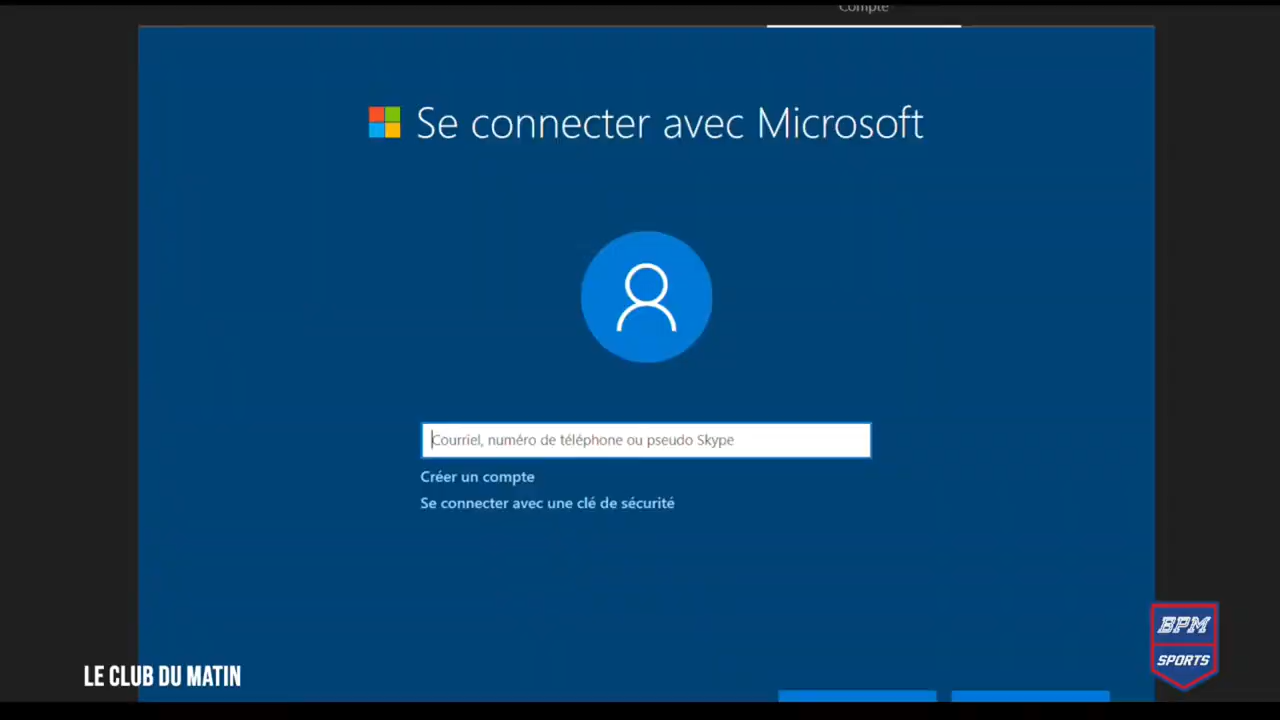 Compte
Se connecter avec Microsoft
Courriel, numéro de téléphone ou pseudo Skype
Créer un compte
Se connecter avec une clé de sécurité
LE CLUB DU MATIN
BPM
SPORTS